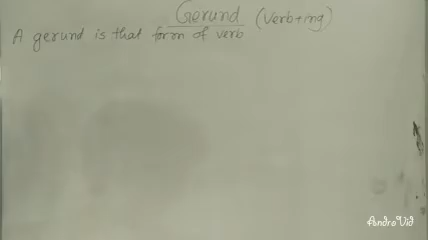 Gerund (Verb+ing)
A gerund is that form of verb
AndroVid